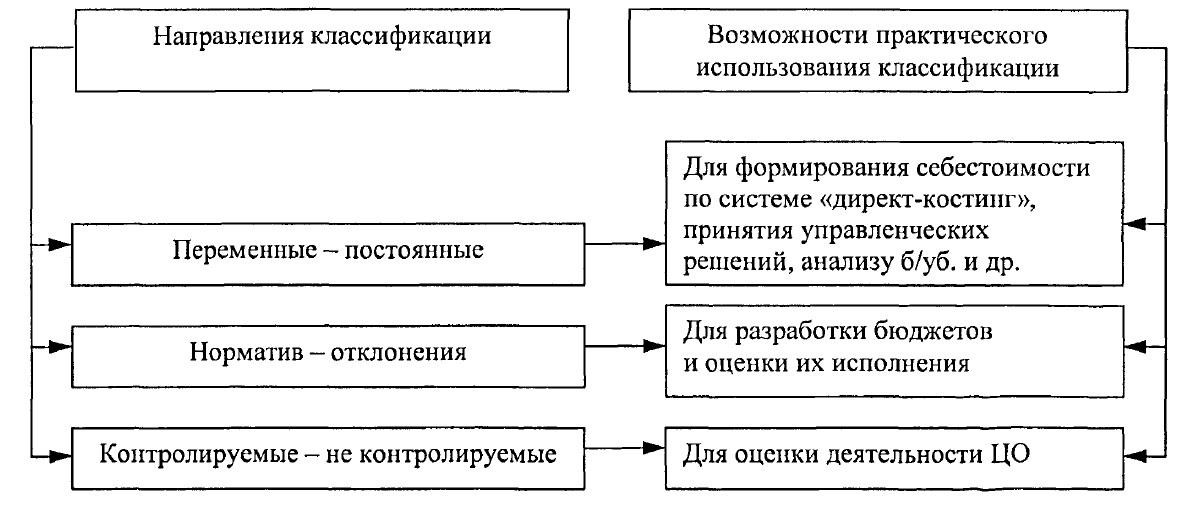 Направления классификации
Возможности практического
использования классификации
Переменные – постоянные
Для формирования себестоимости
по системе «директ-костинг»,
принятия управленческих
решений, анализу б/уб. и др.
Норматив – отклонения
Для разработки бюджетов
и оценки их исполнения
Контролируемые – не контролируемые
Для оценки деятельности ЦО